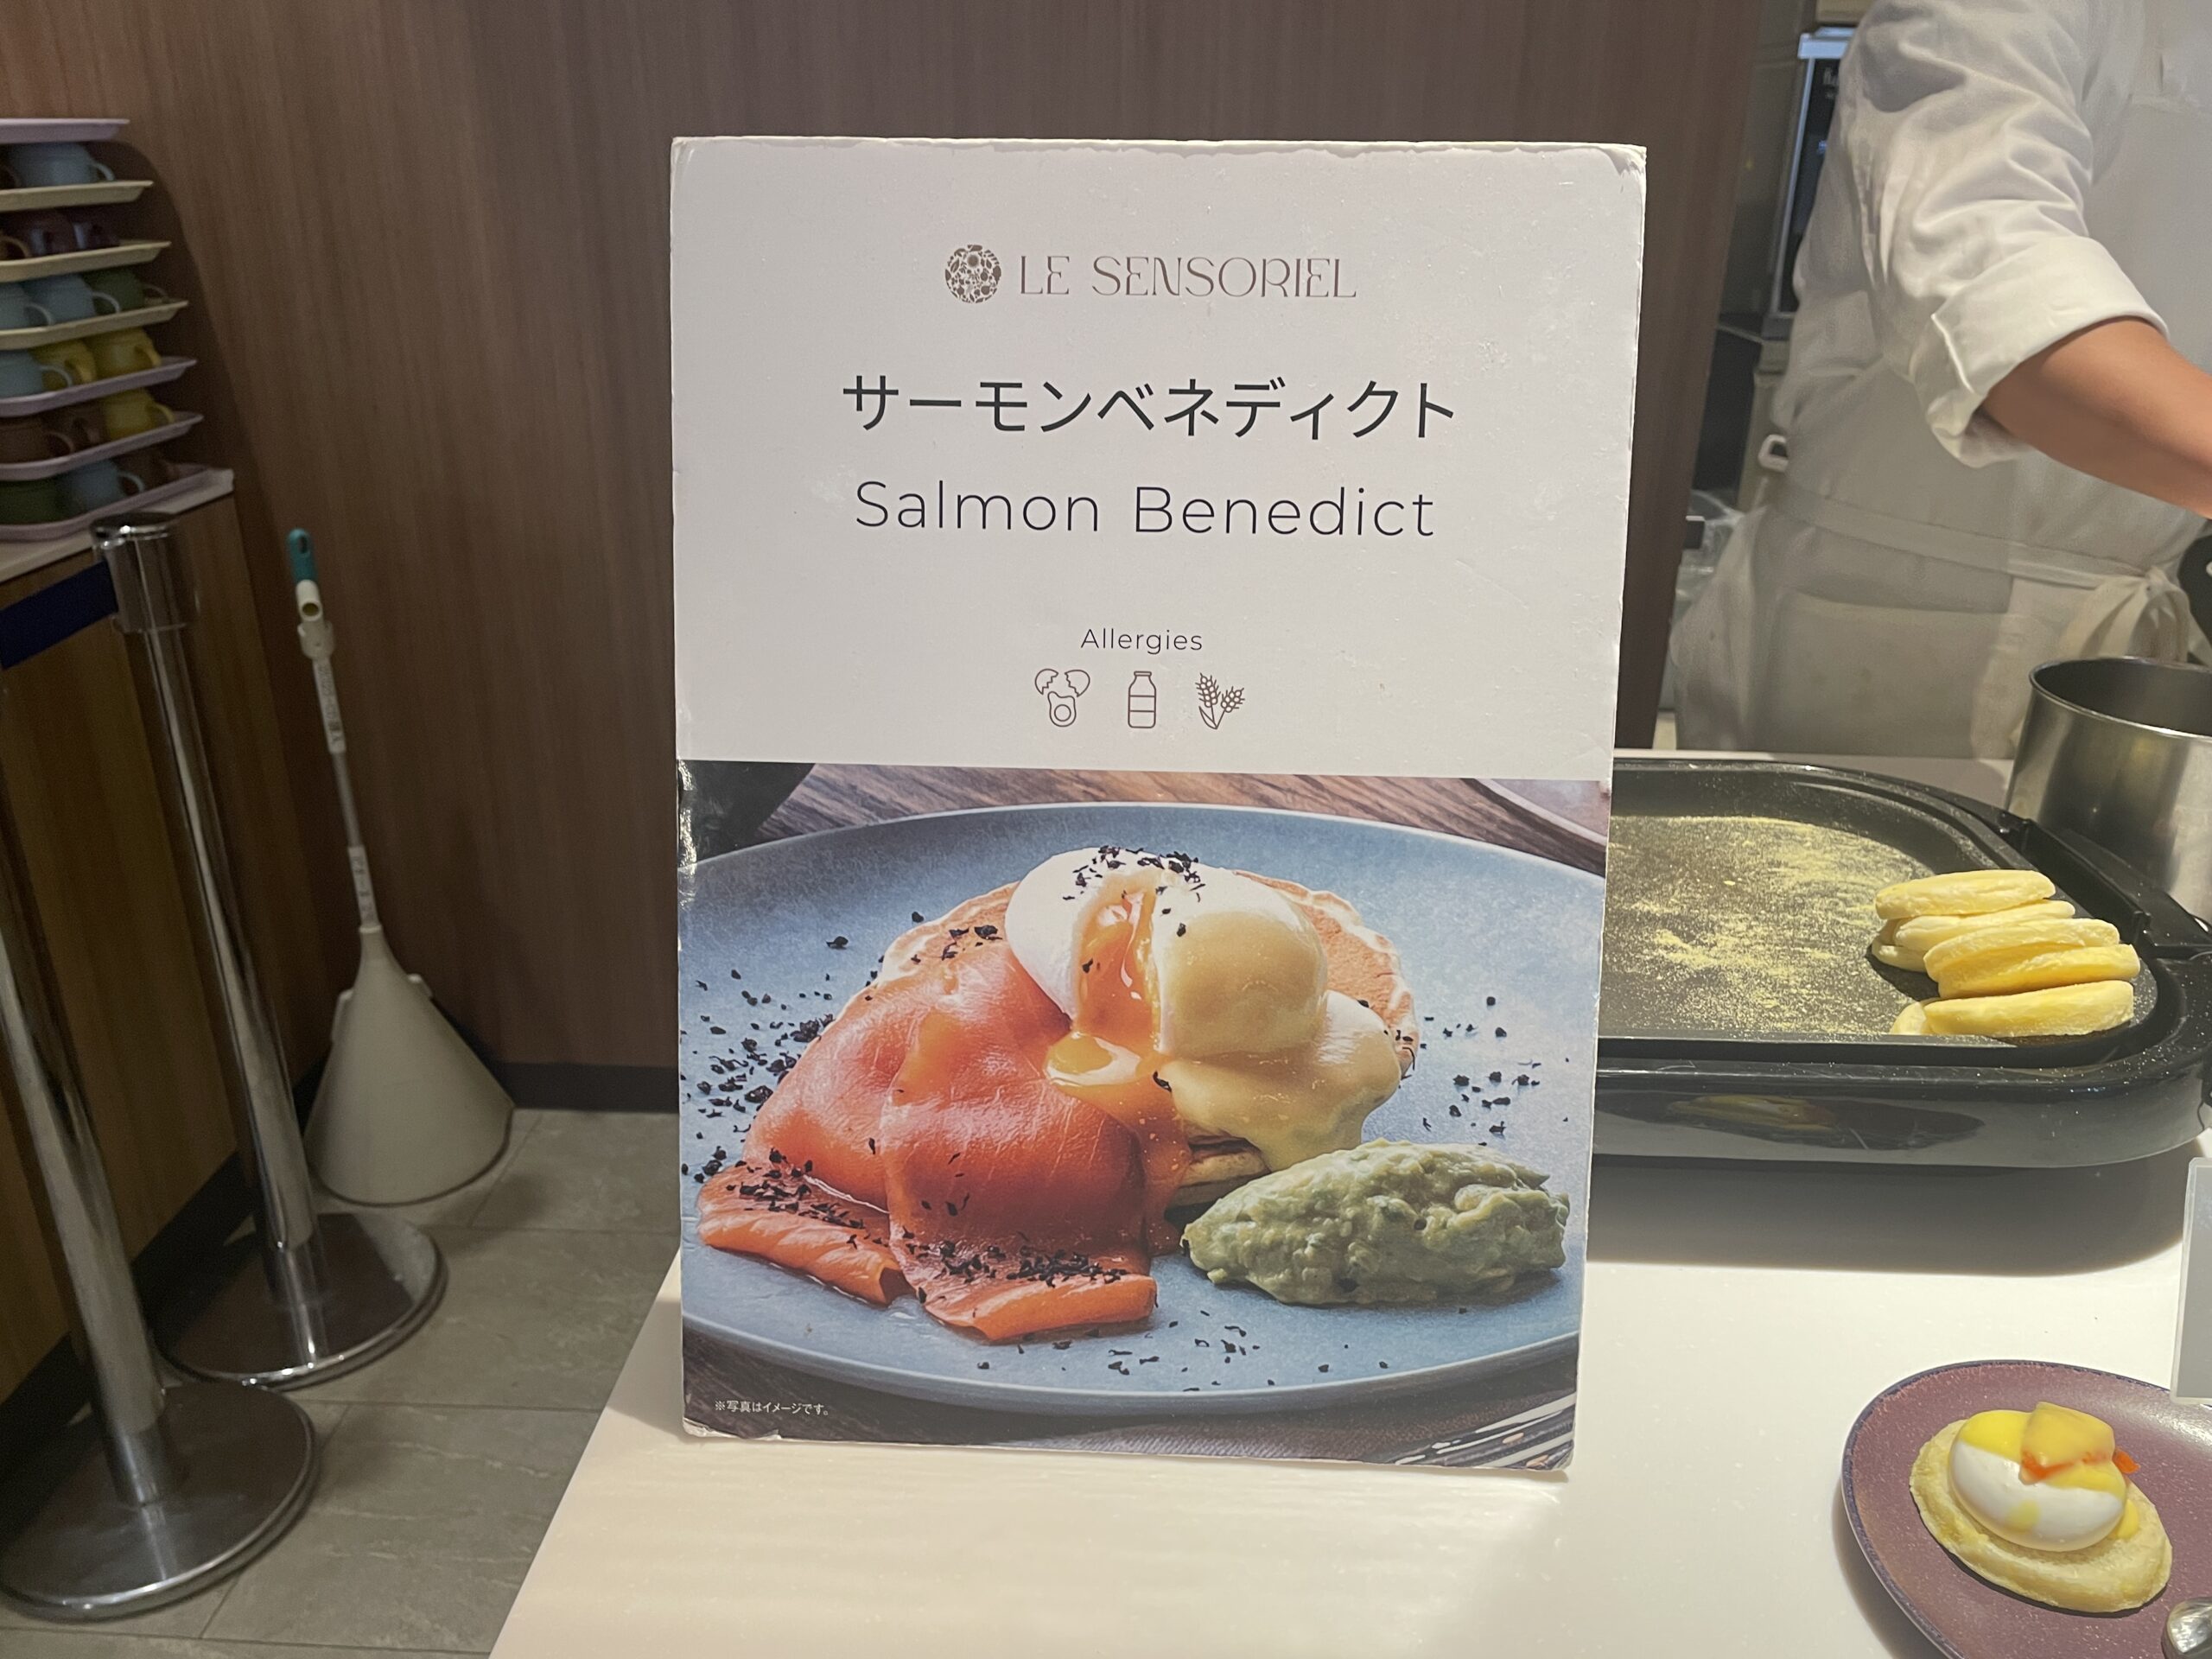 LE SENSORIEL
サーモンベネディクト
Salmon Benedict
Allergies
※写真はイメージです。